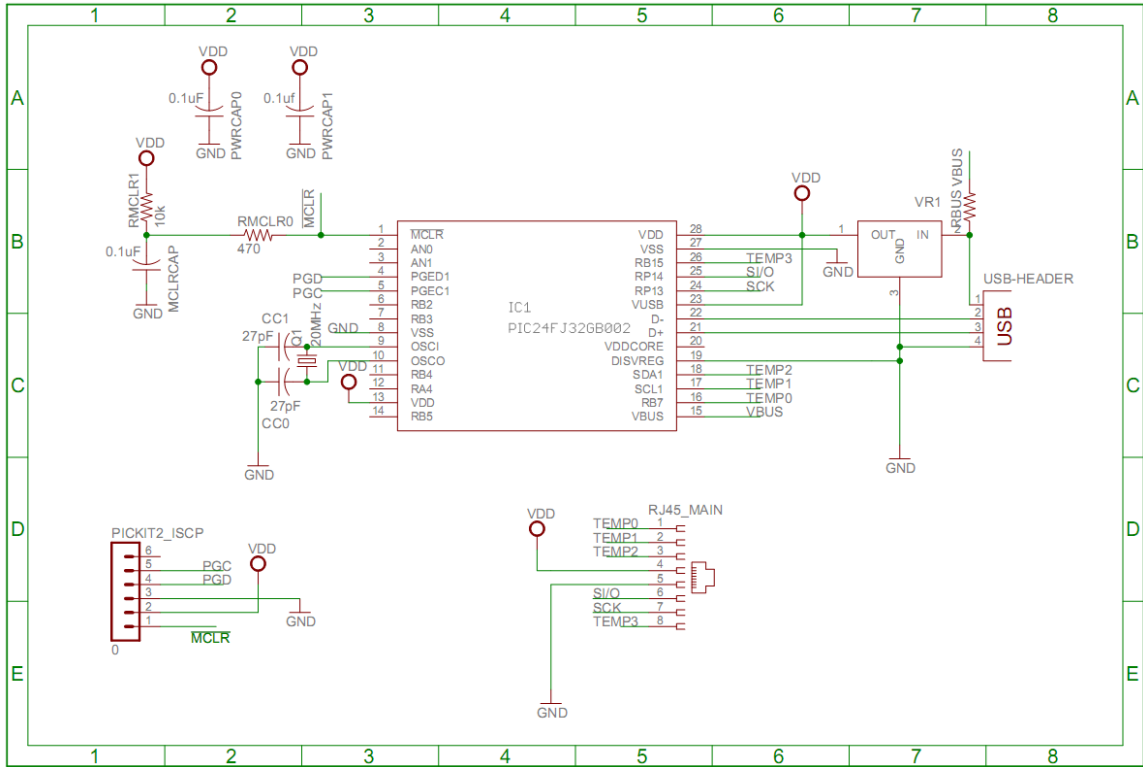 1 2 3 4 5 6 7 8
A A
B B
C C
D D
E E
1 2 3 4 5 6 7 8
VDD
0.1uF
PWRCAP0
GND
VDD
0.1uf
PWRCAP1
GND
VDD
RMCLR1
10k
0.1uF
MCLRCAP
GND
RMCLR0
470
MCLR
PGD
PGC
GND
CC1
27pF
Q1
20MHz
27pF
CC0
GND
VDD
IC1
PIC24FJ32GB002
1 MCLR
2 AN0
3 AN1
4 PGED1
5 PGEC1
6 RB2
7 RB3
8 VSS
9 OSCI
10 OSCO
11 RB4
12 RA4
13 VDD
14 RB5
VDD 28
VSS 27
RB15 26 TEMP3
RP14 25 SI/O
RP13 24 SCK
VUSB 23
D- 22
D+ 21
VDDCORE 20
DISVREG 19
SDA1 18 TEMP2
SCL1 17 TEMP1
RB7 16 TEMP0
VBUS 15 VBUS
VDD
GND
VR1
1 OUT IN 2
GND
3
RBUS VBUS
USB-HEADER
1
2
3
4
USB
GND
PICKIT2_ISCP
6
5 PGC
4 PGD
3
2
1 MCLR
0
VDD
GND
RJ45_MAIN
VDD
TEMP0 1
TEMP1 2
TEMP2 3
4
5
SI/O 6
SCK 7
TEMP3 8
GND